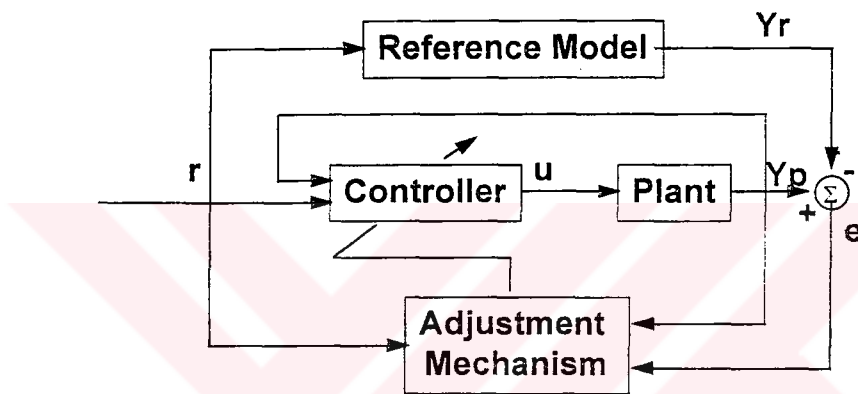 Reference Model
Yr
r
Controller
u
Plant
Yp
-
Σ
+
e
Adjustment
Mechanism